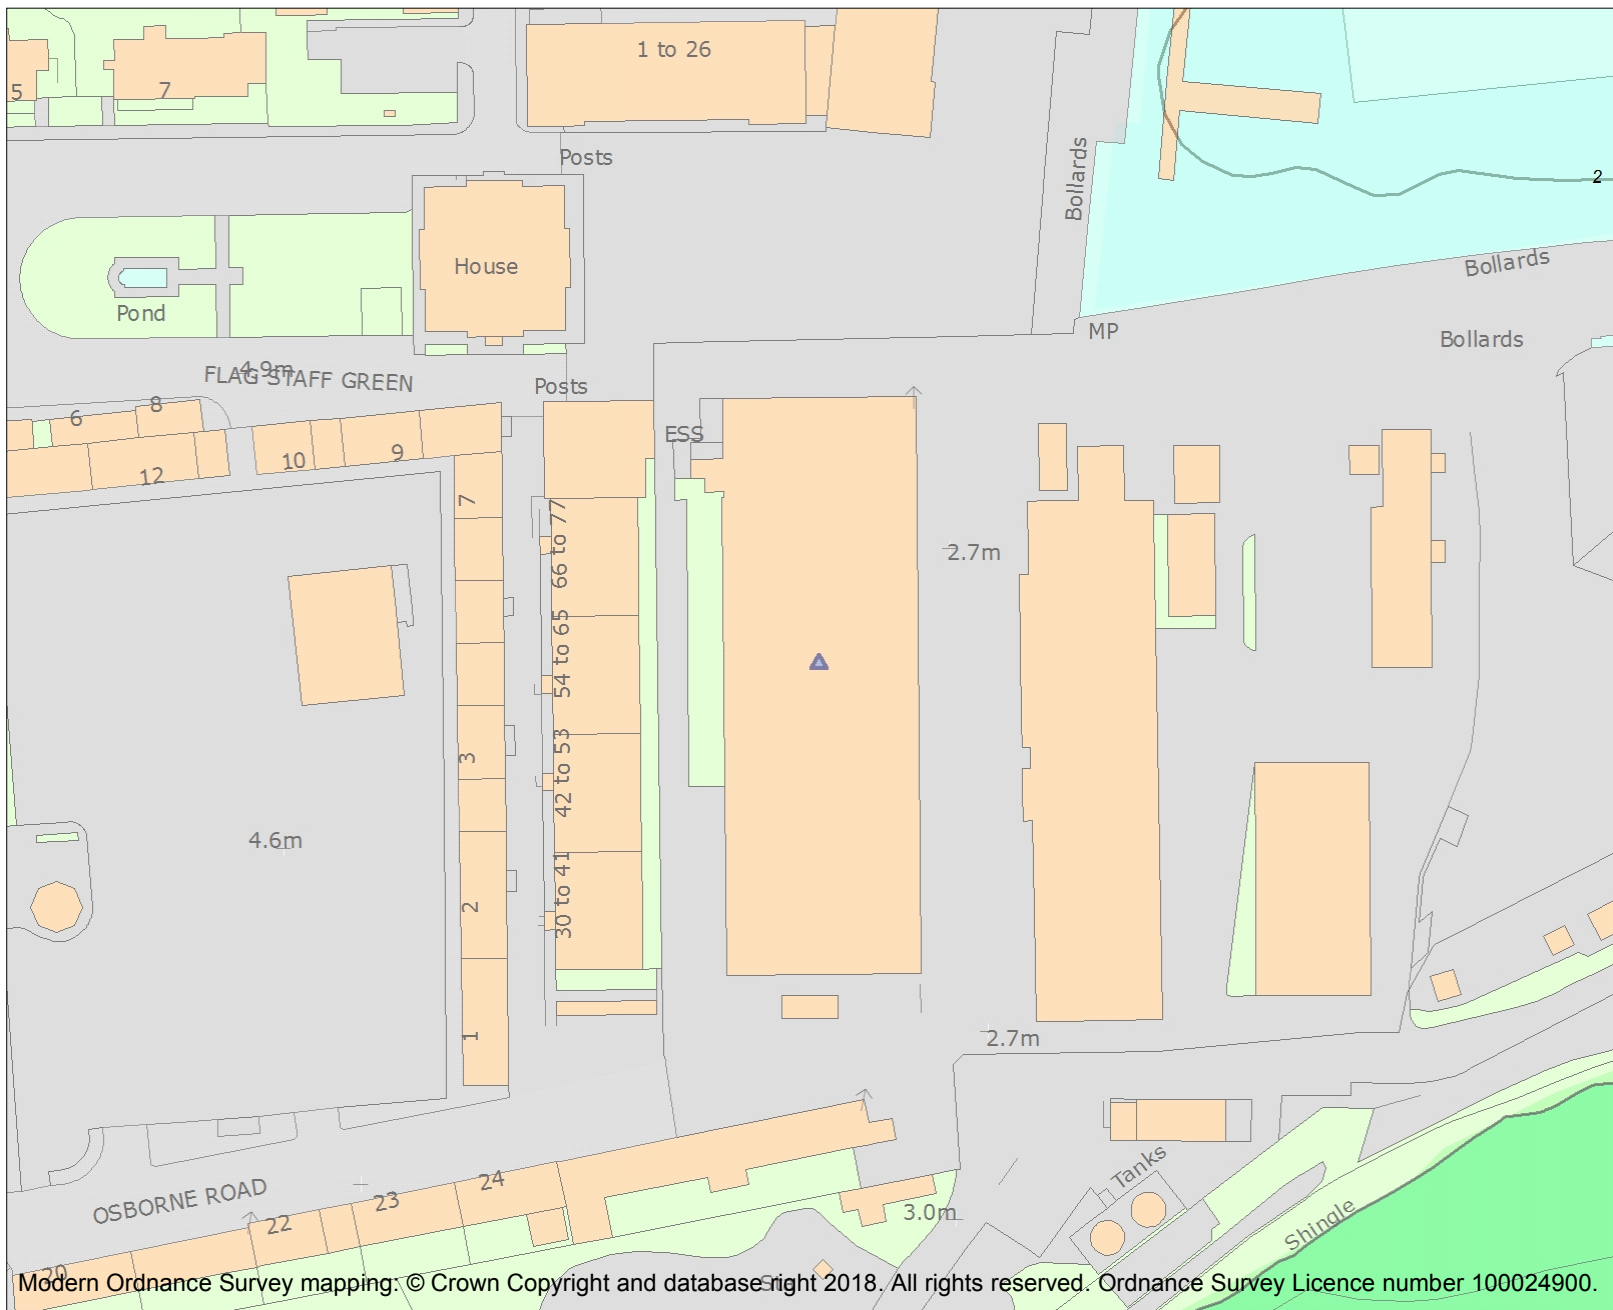 1 to 26
5
7
Posts
Bollards
2
House
Bollards
Pond
MP
Bollards
4.9m
FLAG STAFF GREEN
Posts
6
8
ESS
10
9
12
7
66 to 77
2.7m
54 to 65
42 to 53
3
4.6m
30 to 41
2
1
2.7m
Tanks
OSBORNE ROAD
24
23
22
3.0m
Shingle
20
Modern Ordnance Survey mapping: © Crown Copyright and database right 2018. All rights reserved. Ordnance Survey Licence number 100024900.